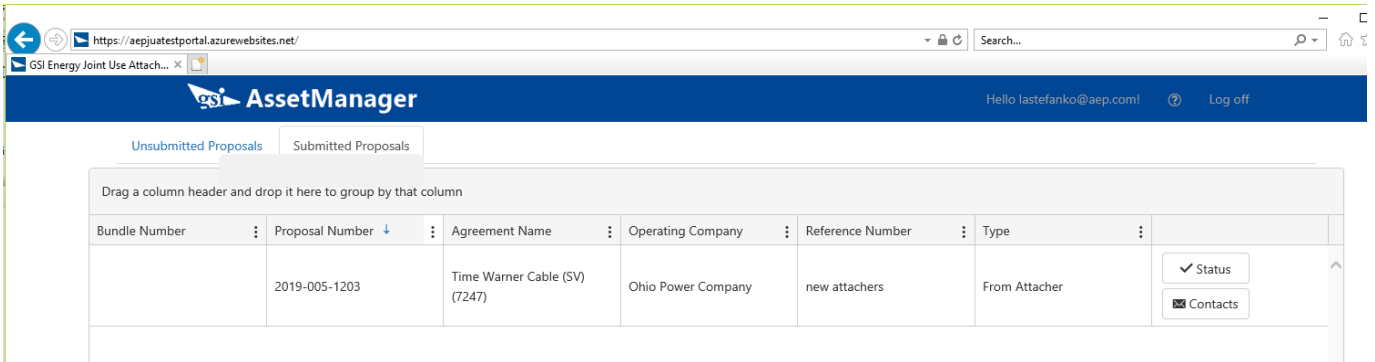 https://aepjuatestportal.azurewebsites.net/
Search...
GSI Energy Joint Use Attach...
gsi AssetManager
Hello lastefanko@aep.com!
Log off
Unsubmitted Proposals
Submitted Proposals
Drag a column header and drop it here to group by that column
Bundle Number
Proposal Number
Agreement Name
Operating Company
Reference Number
Type
2019-005-1203
Time Warner Cable (SV)
(7247)
Ohio Power Company
new attachers
From Attacher
Status
Contacts